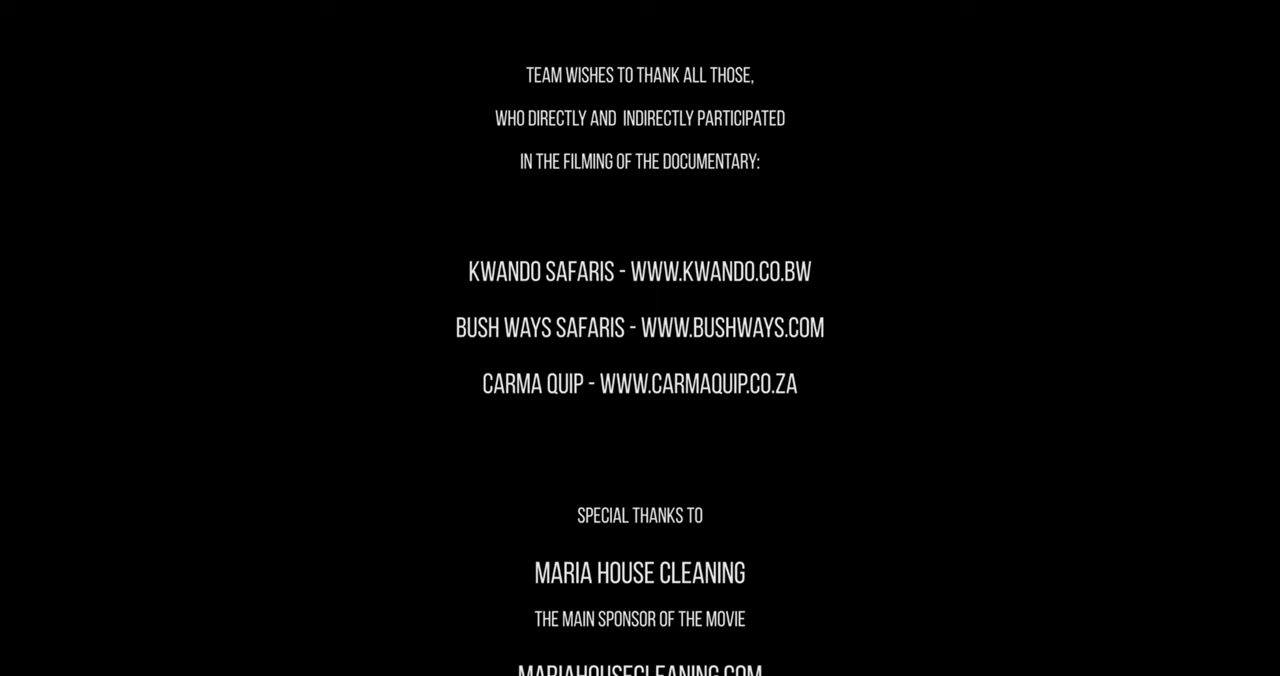 TEAM WISHES TO THANK ALL THOSE,
WHO DIRECTLY AND INDIRECTLY PARTICIPATED
IN THE FILMING OF THE DOCUMENTARY:
KWANDO SAFARIS - WWW.KWANDO.CO.BW
BUSH WAYS SAFARIS - WWW.BUSHWAYS.COM
CARMA QUIP - WWW.CARMAQUIP.CO.ZA
SPECIAL THANKS TO
MARIA HOUSE CLEANING
THE MAIN SPONSOR OF THE MOVIE
MARIAHOUSECLEANING.COM